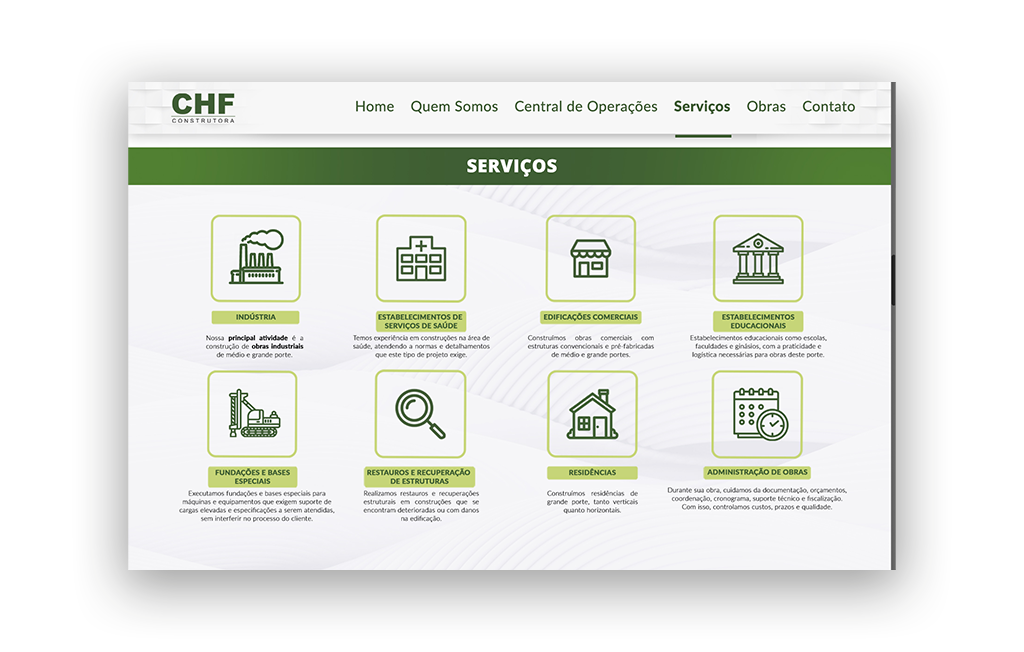 CHF
CONSTRUTORA
Home Quem Somos Central de Operações Serviços Obras Contato
SERVIÇOS
INDÚSTRIA
Nossa principal atividade é a
construção de obras industriais
de médio e grande porte.
ESTABELECIMENTOS DE
SERVIÇOS DE SAÚDE
Temos experiência em construções na área de
saúde, atendendo a normas e detalhamentos
que este tipo de projeto exige.
EDIFICAÇÕES COMERCIAIS
Construímos obras comerciais com
estruturas convencionais e pré-fabricadas
de médio e grande portes.
ESTABELECIMENTOS
EDUCACIONAIS
Estabelecimentos educacionais como escolas,
faculdades e ginásios, com a praticidade e
logística necessárias para obras deste porte.
FUNDAÇÕES E BASES
ESPECIAIS
Executamos fundações e bases especiais para
máquinas e equipamentos que exigem suporte de
cargas elevadas e especificações a serem atendidas,
sem interferir no processo do cliente.
RESTAUROS E RECUPERAÇÃO
DE ESTRUTURAS
Realizamos restauros e recuperações
estruturais em construções que se
encontram deterioradas ou com danos
na edificação.
RESIDÊNCIAS
Construímos residências de
grande porte, tanto verticais
quanto horizontais.
ADMINISTRAÇÃO DE OBRAS
Durante sua obra, cuidamos da documentação, orçamentos,
coordenação, cronograma, suporte técnico e fiscalização.
Com isso, controlamos custos, prazos e qualidade.